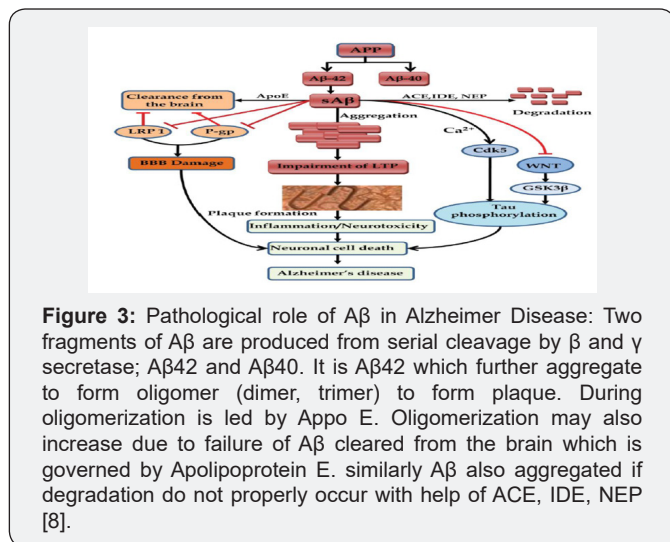 APP
Aβ-42 Aβ-40
Clearance from
the brain
ApoE
sAβ
ACE,IDE, NEP
Degradation
Aggregation
LRP1 P-gp
Ca²⁺
Cdk5
BBB Damage
Impairment of LTP
WNT
GSK3β
Plaque formation
Tau
phosphorylation
Inflammation/Neurotoxicity
Neuronal cell death
Alzheimer's disease
Figure 3: Pathological role of Aβ in Alzheimer Disease: Two
fragments of Aβ are produced from serial cleavage by β and γ
secretase; Aβ42 and Aβ40. It is Aβ42 which further aggregate
to form oligomer (dimer, trimer) to form plaque. During
oligomerization is led by Appo E. Oligomerization may also
increase due to failure of Aβ cleared from the brain which is
governed by Apolipoprotein E. similarly Aβ also aggregated if
degradation do not properly occur with help of ACE, IDE, NEP
[8].